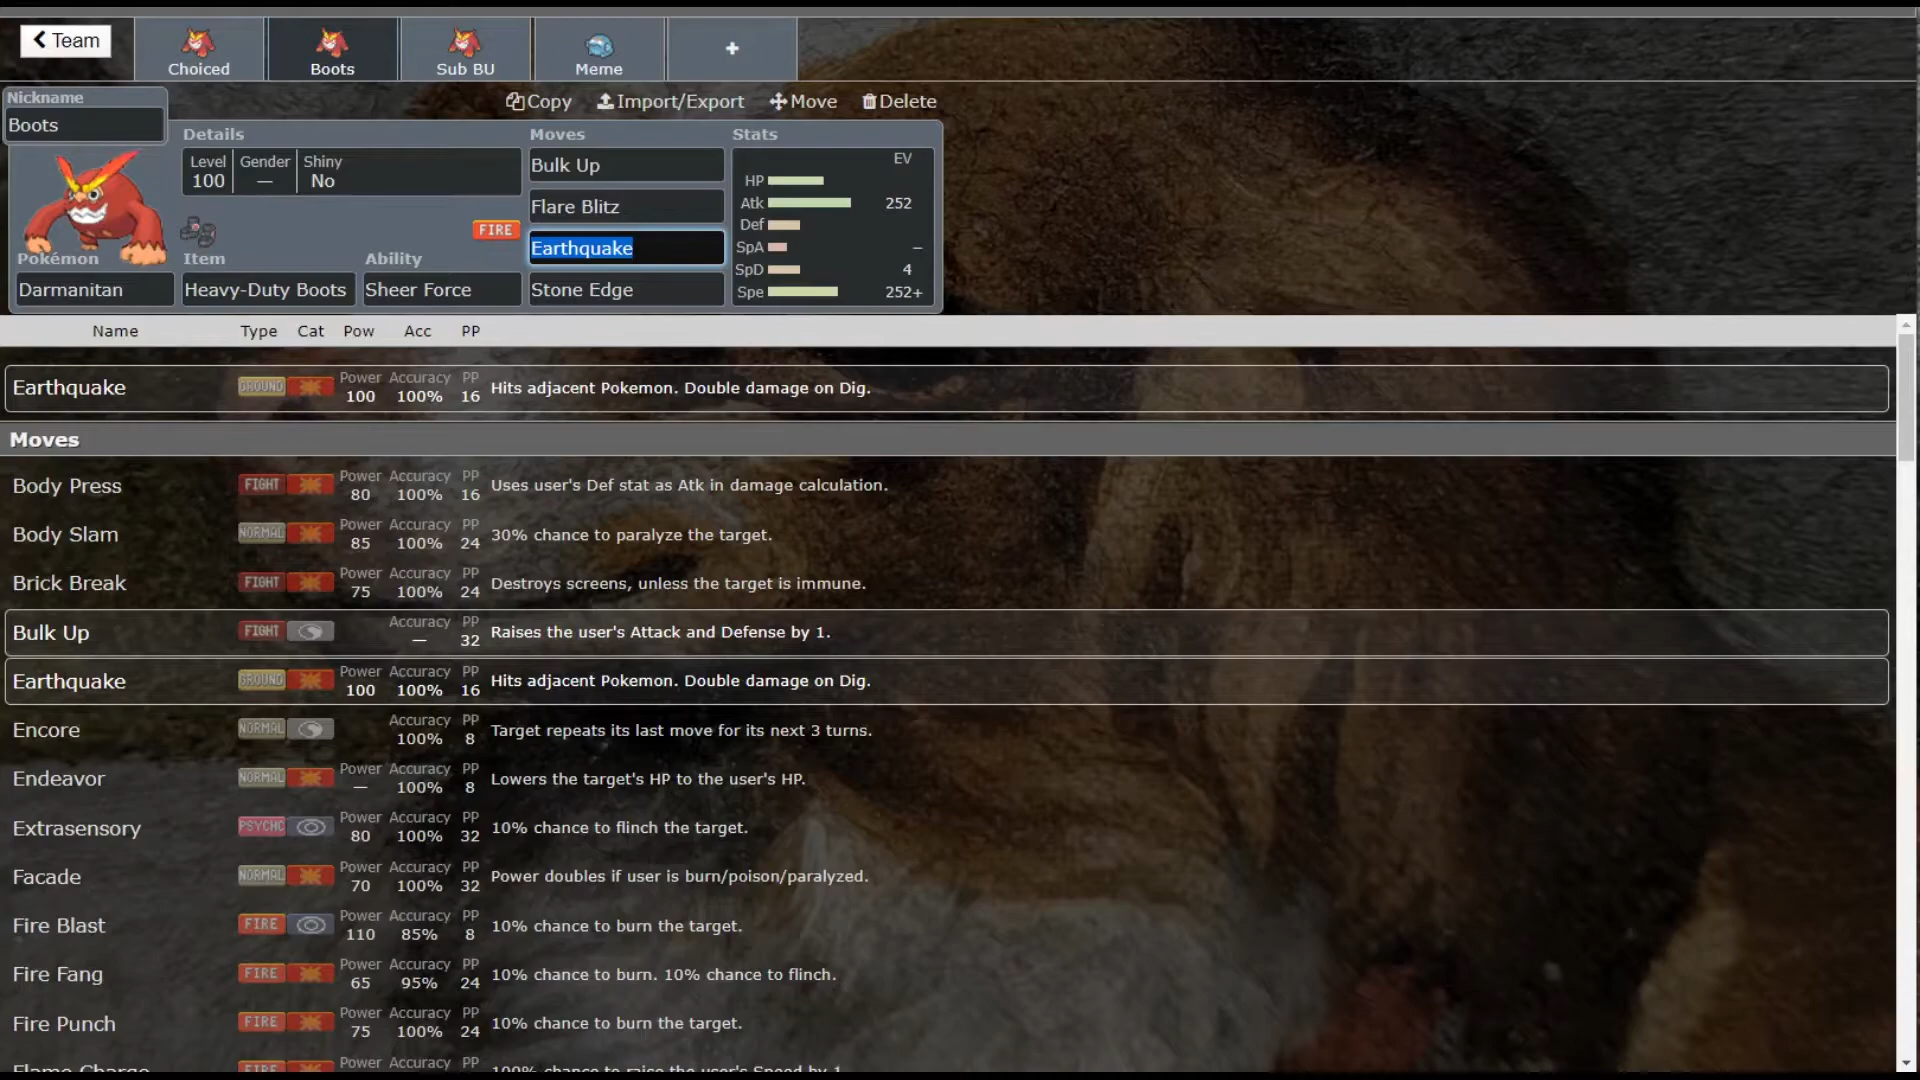 Team
Choiced
Boots
Sub BU
Meme
+
Nickname
Boots
Copy
Import/Export
Move
Delete
Details
Moves
Stats
Level
100
Gender
—
Shiny
No
Bulk Up
EV
HP
Flare Blitz
Atk 252
Def
FIRE
Earthquake
SpA –
Pokémon
Item
Ability
SpD 4
Darmanitan
Heavy-Duty Boots
Sheer Force
Stone Edge
Spe 252+
Name Type Cat Pow Acc PP
Earthquake GROUND Power 100 Accuracy 100% PP 16 Hits adjacent Pokemon. Double damage on Dig.
Moves
Body Press FIGHT Power 80 Accuracy 100% PP 16 Uses user's Def stat as Atk in damage calculation.
Body Slam NORMAL Power 85 Accuracy 100% PP 24 30% chance to paralyze the target.
Brick Break FIGHT Power 75 Accuracy 100% PP 24 Destroys screens, unless the target is immune.
Bulk Up FIGHT Accuracy — PP 32 Raises the user's Attack and Defense by 1.
Earthquake GROUND Power 100 Accuracy 100% PP 16 Hits adjacent Pokemon. Double damage on Dig.
Encore NORMAL Accuracy 100% PP 8 Target repeats its last move for its next 3 turns.
Endeavor NORMAL Power — Accuracy 100% PP 8 Lowers the target's HP to the user's HP.
Extrasensory PSYCHC Power 80 Accuracy 100% PP 32 10% chance to flinch the target.
Facade NORMAL Power 70 Accuracy 100% PP 32 Power doubles if user is burn/poison/paralyzed.
Fire Blast FIRE Power 110 Accuracy 85% PP 8 10% chance to burn the target.
Fire Fang FIRE Power 65 Accuracy 95% PP 24 10% chance to burn. 10% chance to flinch.
Fire Punch FIRE Power 75 Accuracy 100% PP 24 10% chance to burn the target.
Flame Charge FIRE Power Accuracy PP 100% chance to raise the user's Speed by 1.